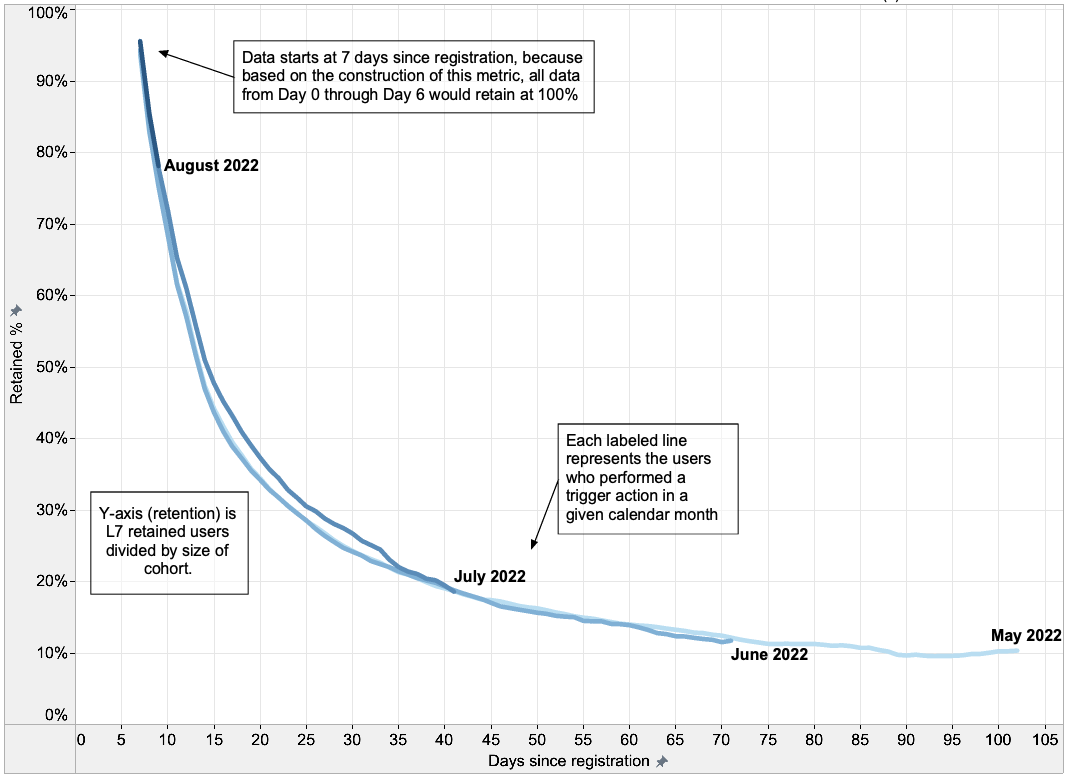 100%
Data starts at 7 days since registration, because
based on the construction of this metric, all data
from Day 0 through Day 6 would retain at 100%
90%
80%
August 2022
70%
60%
Retained %
50%
40%
Each labeled line
represents the users
who performed a
trigger action in a
given calendar month
30%
Y-axis (retention) is
L7 retained users
divided by size of
cohort.
20%
July 2022
May 2022
10%
June 2022
0%
0 5 10 15 20 25 30 35 40 45 50 55 60 65 70 75 80 85 90 95 100 105
Days since registration